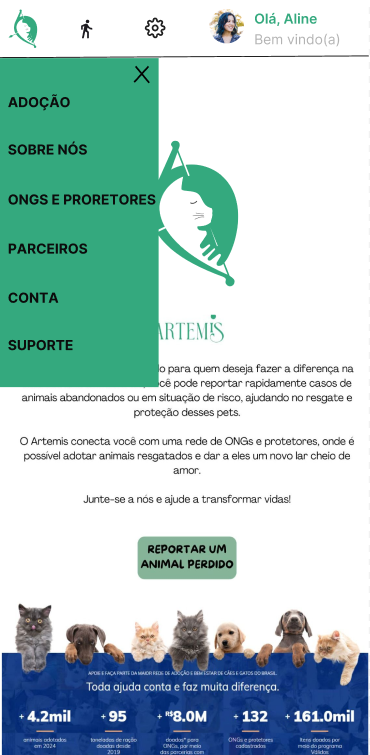 Olá, Aline
Bem vindo(a)
X
ADOÇÃO
SOBRE NÓS
ONGS E PRORETORES
PARCEIROS
CONTA
SUPORTE
ARTEMIS
do para quem deseja fazer a diferença na
você pode reportar rapidamente casos de
animais abandonados ou em situação de risco, ajudando no resgate e
proteção desses pets.
O Artemis conecta você com uma rede de ONGs e protetores, onde é
possível adotar animais resgatados e dar a eles um novo lar cheio de
amor.
Junte-se a nós e ajude a transformar vidas!
REPORTAR UM
ANIMAL PERDIDO
APOIE E FAÇA PARTE DA MAIOR REDE DE ADOÇÃO E BEM ESTAR DE CÃES E GATOS DO BRASIL.
Toda ajuda conta e faz muita diferença.
+ 4.2mil + 95 + R$8.0M + 132 + 161.0mil
animais adotados
em 2024
toneladas de ração
doadas desde
2019
doados* para
ONGs, por meio
das parcerias com
ONGs e protetores
cadastrados
Itens doados por
meio do programa
Válidos